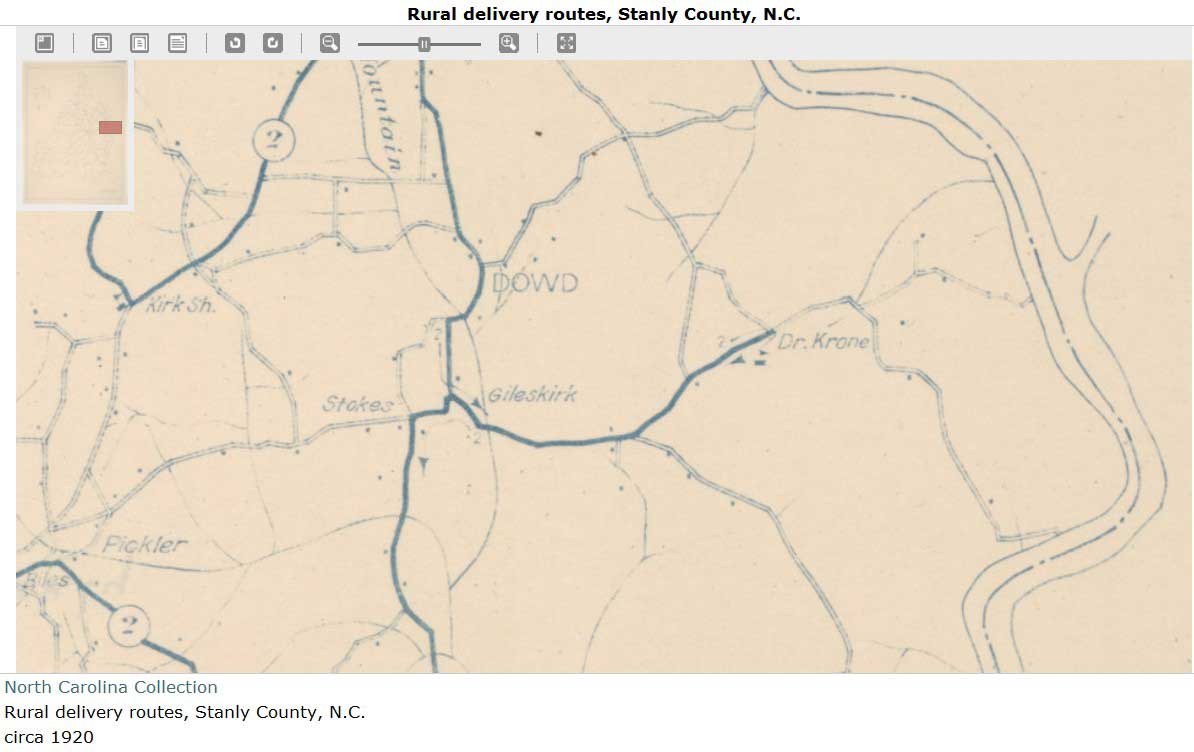 Rural delivery routes, Stanly County, N.C.
ountain
2
Kirk Sh.
DOWD
2
2
Dr. Krone
Stokes
Gileskirk
2
Pickler
Biles
2
North Carolina Collection
Rural delivery routes, Stanly County, N.C.
circa 1920